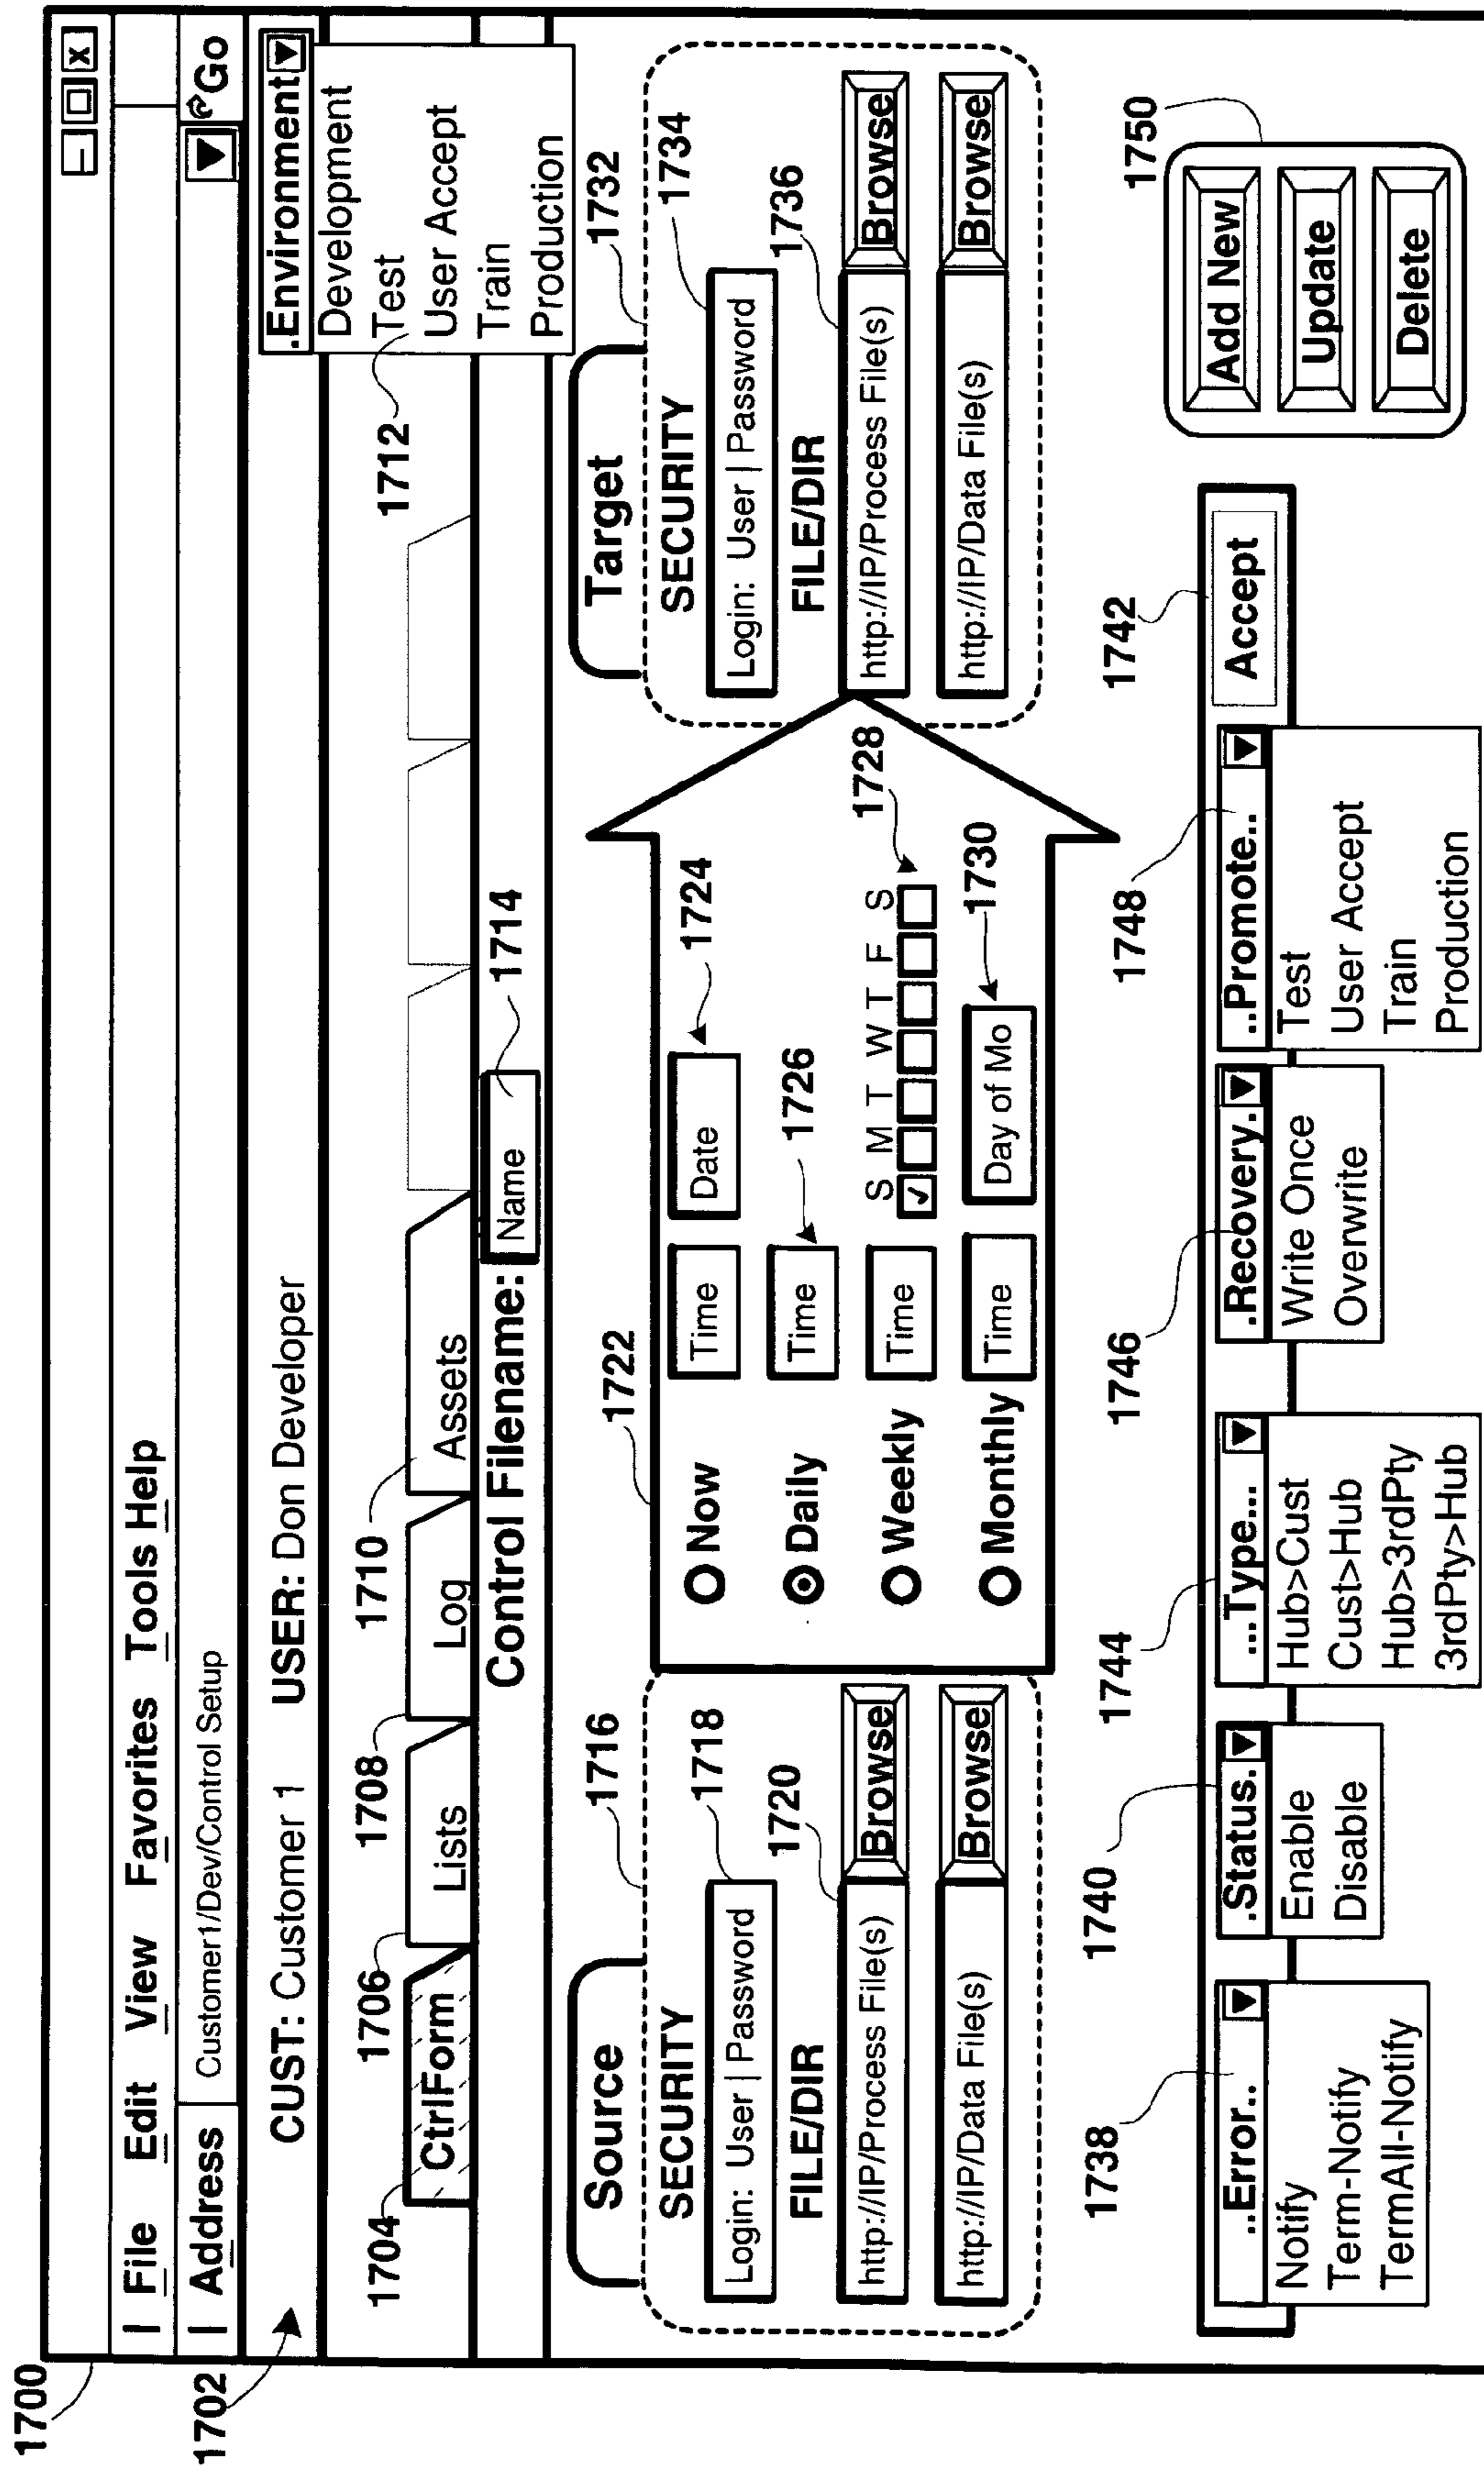 1700
File Edit View Favorites Tools Help
Address Customer1/Dev/Control Setup Go
1702
CUST: Customer 1 USER: Don Developer .Environment
Development
Test
User Accept
Train
Production
1712
1704 1706 1708 1710
CtrlForm Lists Log Assets
Control Filename: Name 1714
Source 1716
SECURITY
Login: User | Password 1718
FILE/DIR
1720
http://IP/Process File(s) Browse
http://IP/Data File(s) Browse
1722
Now Time Date 1724
Daily Time 1726
S M T W T F S 1728
Weekly Time
Monthly Time Day of Mo 1730
Target 1732
SECURITY 1734
Login: User | Password
FILE/DIR 1736
http://IP/Process File(s) Browse
http://IP/Data File(s) Browse
1738 1740 1744 1746 1748 1742 1750
..Error..
Notify
Term-Notify
TermAll-Notify
.Status.
Enable
Disable
...Type...
Hub>Cust
Cust>Hub
Hub>3rdPty
3rdPty>Hub
.Recovery.
Write Once
Overwrite
..Promote..
Test
User Accept
Train
Production
Accept
Add New
Update
Delete